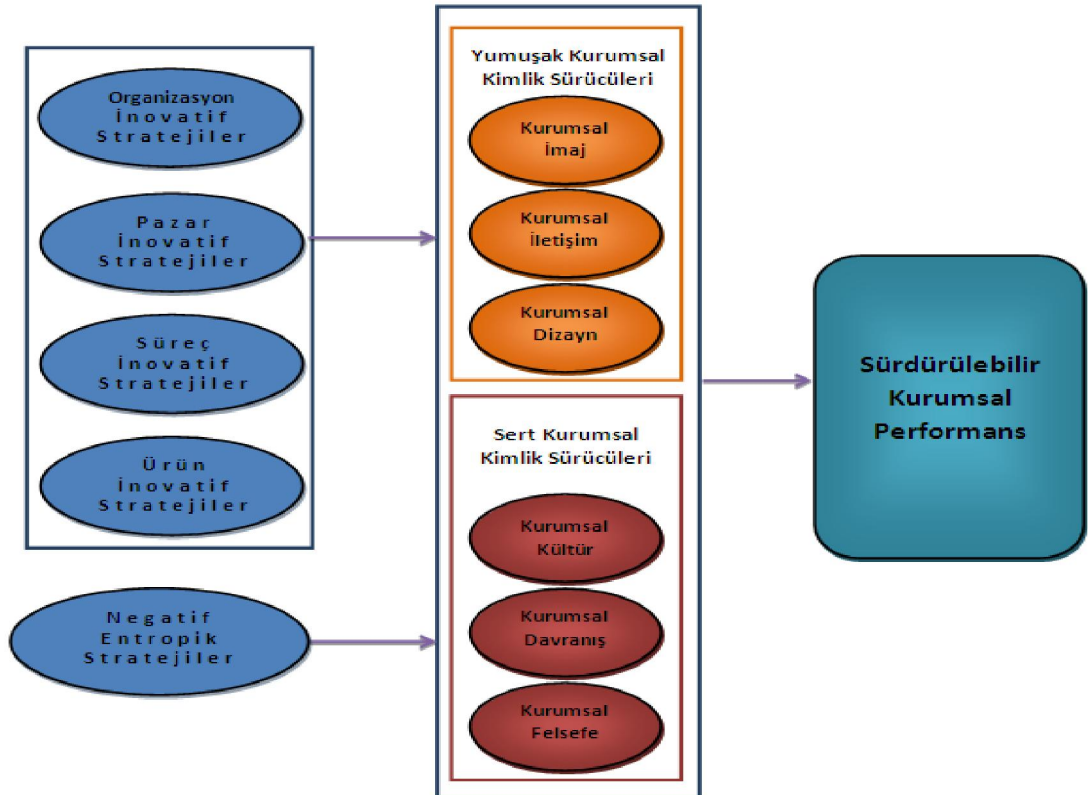 Organizasyon
İnovatif
Stratejiler
Pazar
İnovatif
Stratejiler
Süreç
İnovatif
Stratejiler
Ürün
İnovatif
Stratejiler
Negatif
Entropik
Stratejiler
Yumuşak Kurumsal
Kimlik Sürücüleri
Kurumsal
İmaj
Kurumsal
İletişim
Kurumsal
Dizayn
Sert Kurumsal
Kimlik Sürücüleri
Kurumsal
Kültür
Kurumsal
Davranış
Kurumsal
Felsefe
Sürdürülebilir
Kurumsal
Performans